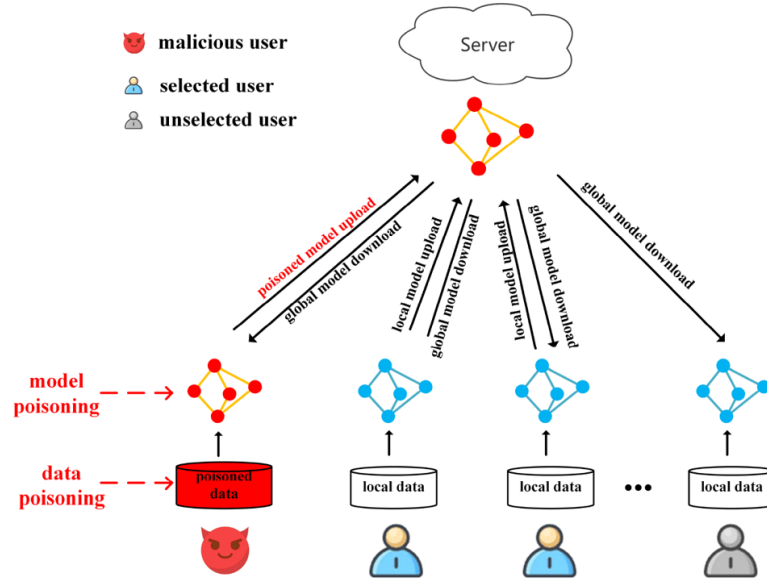 malicious user
selected user
unselected user
Server
poisoned model upload
global model download
local model upload
global model download
local model upload
global model download
global model download
model
poisoning
data
poisoning
poisoned
data
local data
local data
local data